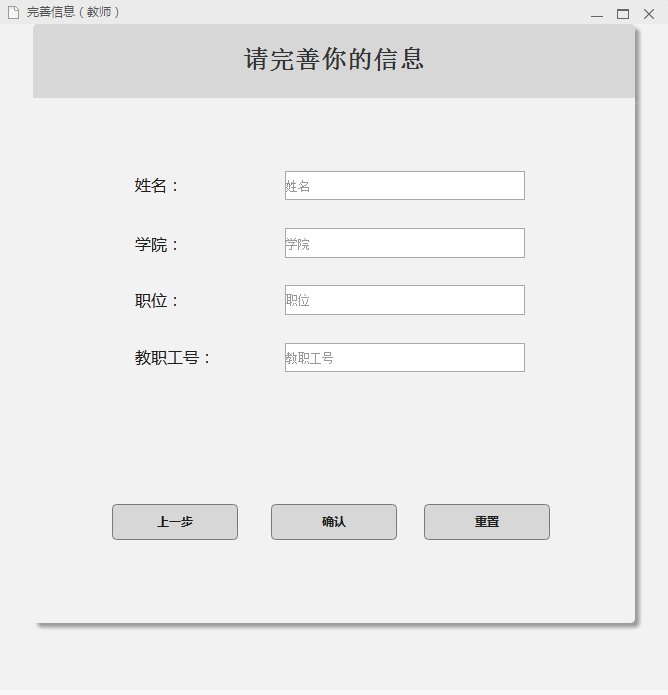 完善信息（教师）
请完善你的信息
姓名： 姓名
学院： 学院
职位： 职位
教职工号： 教职工号
上一步 确认 重置